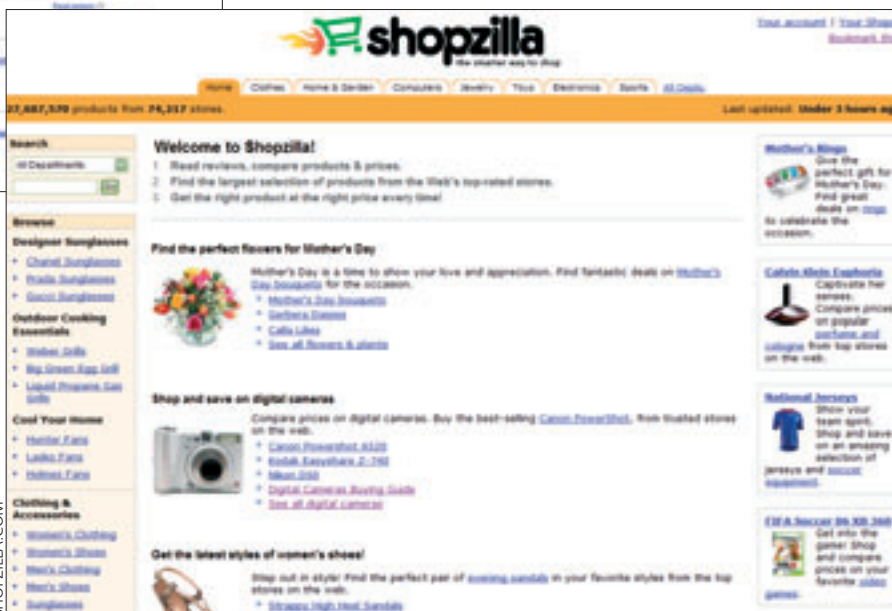 shopzilla
the smarter way to shop
Your account | Your Shop
Bookmark th
Home Clothes Home & Garden Computers Jewelry Toys Electronics Sports All Depts.
products from 74,217 stores.
Last updated: Under 3 hours ag
Search
All Departments
Go
Browse
Designer Sunglasses
Chanel Sunglasses
Prada Sunglasses
Gucci Sunglasses
Outdoor Cooking
Essentials
Weber Grills
Big Green Egg Grill
Liquid Propane Gas
Grills
Cool Your Home
Hunter Fans
Lasko Fans
Holmes Fans
Clothing &
Accessories
Women's Clothing
Women's Shoes
Men's Clothing
Men's Shoes
Sunglasses
Welcome to Shopzilla!
1 Read reviews, compare products & prices.
2 Find the largest selection of products from the Web's top-rated stores.
3 Get the right product at the right price every time!
Find the perfect flowers for Mother's Day
Mother's Day is a time to show your love and appreciation. Find fantastic deals on Mother's
Day bouquets for the occasion.
Mother's Day bouquets
Gerbera Daisies
Calla Lilies
See all flowers & plants
Shop and save on digital cameras
Compare prices on digital cameras. Buy the best-selling Canon PowerShot, from trusted stores
on the web.
Canon Powershot A520
Kodak Easyshare Z-740
Nikon D50
Digital Cameras Buying Guide
See all digital cameras
Get the latest styles of women's shoes!
Step out in style! Find the perfect pair of evening sandals in your favorite styles from the top
stores on the web.
Strappy High Heel Sandals
Mother's Rings
Give the
perfect gift for
Mother's Day.
Find great
deals on rings
to celebrate the
occasion.
Calvin Klein Euphoria
Captivate her
senses.
Compare prices
on popular
perfume and
cologne from top stores
on the web.
National Jerseys
Show your
team spirit.
Shop and save
on an amazing
selection of
jerseys and soccer
equipment.
FIFA Soccer 06 XB 360
Get into the
game! Shop
and compare
prices on your
favorite video
games.